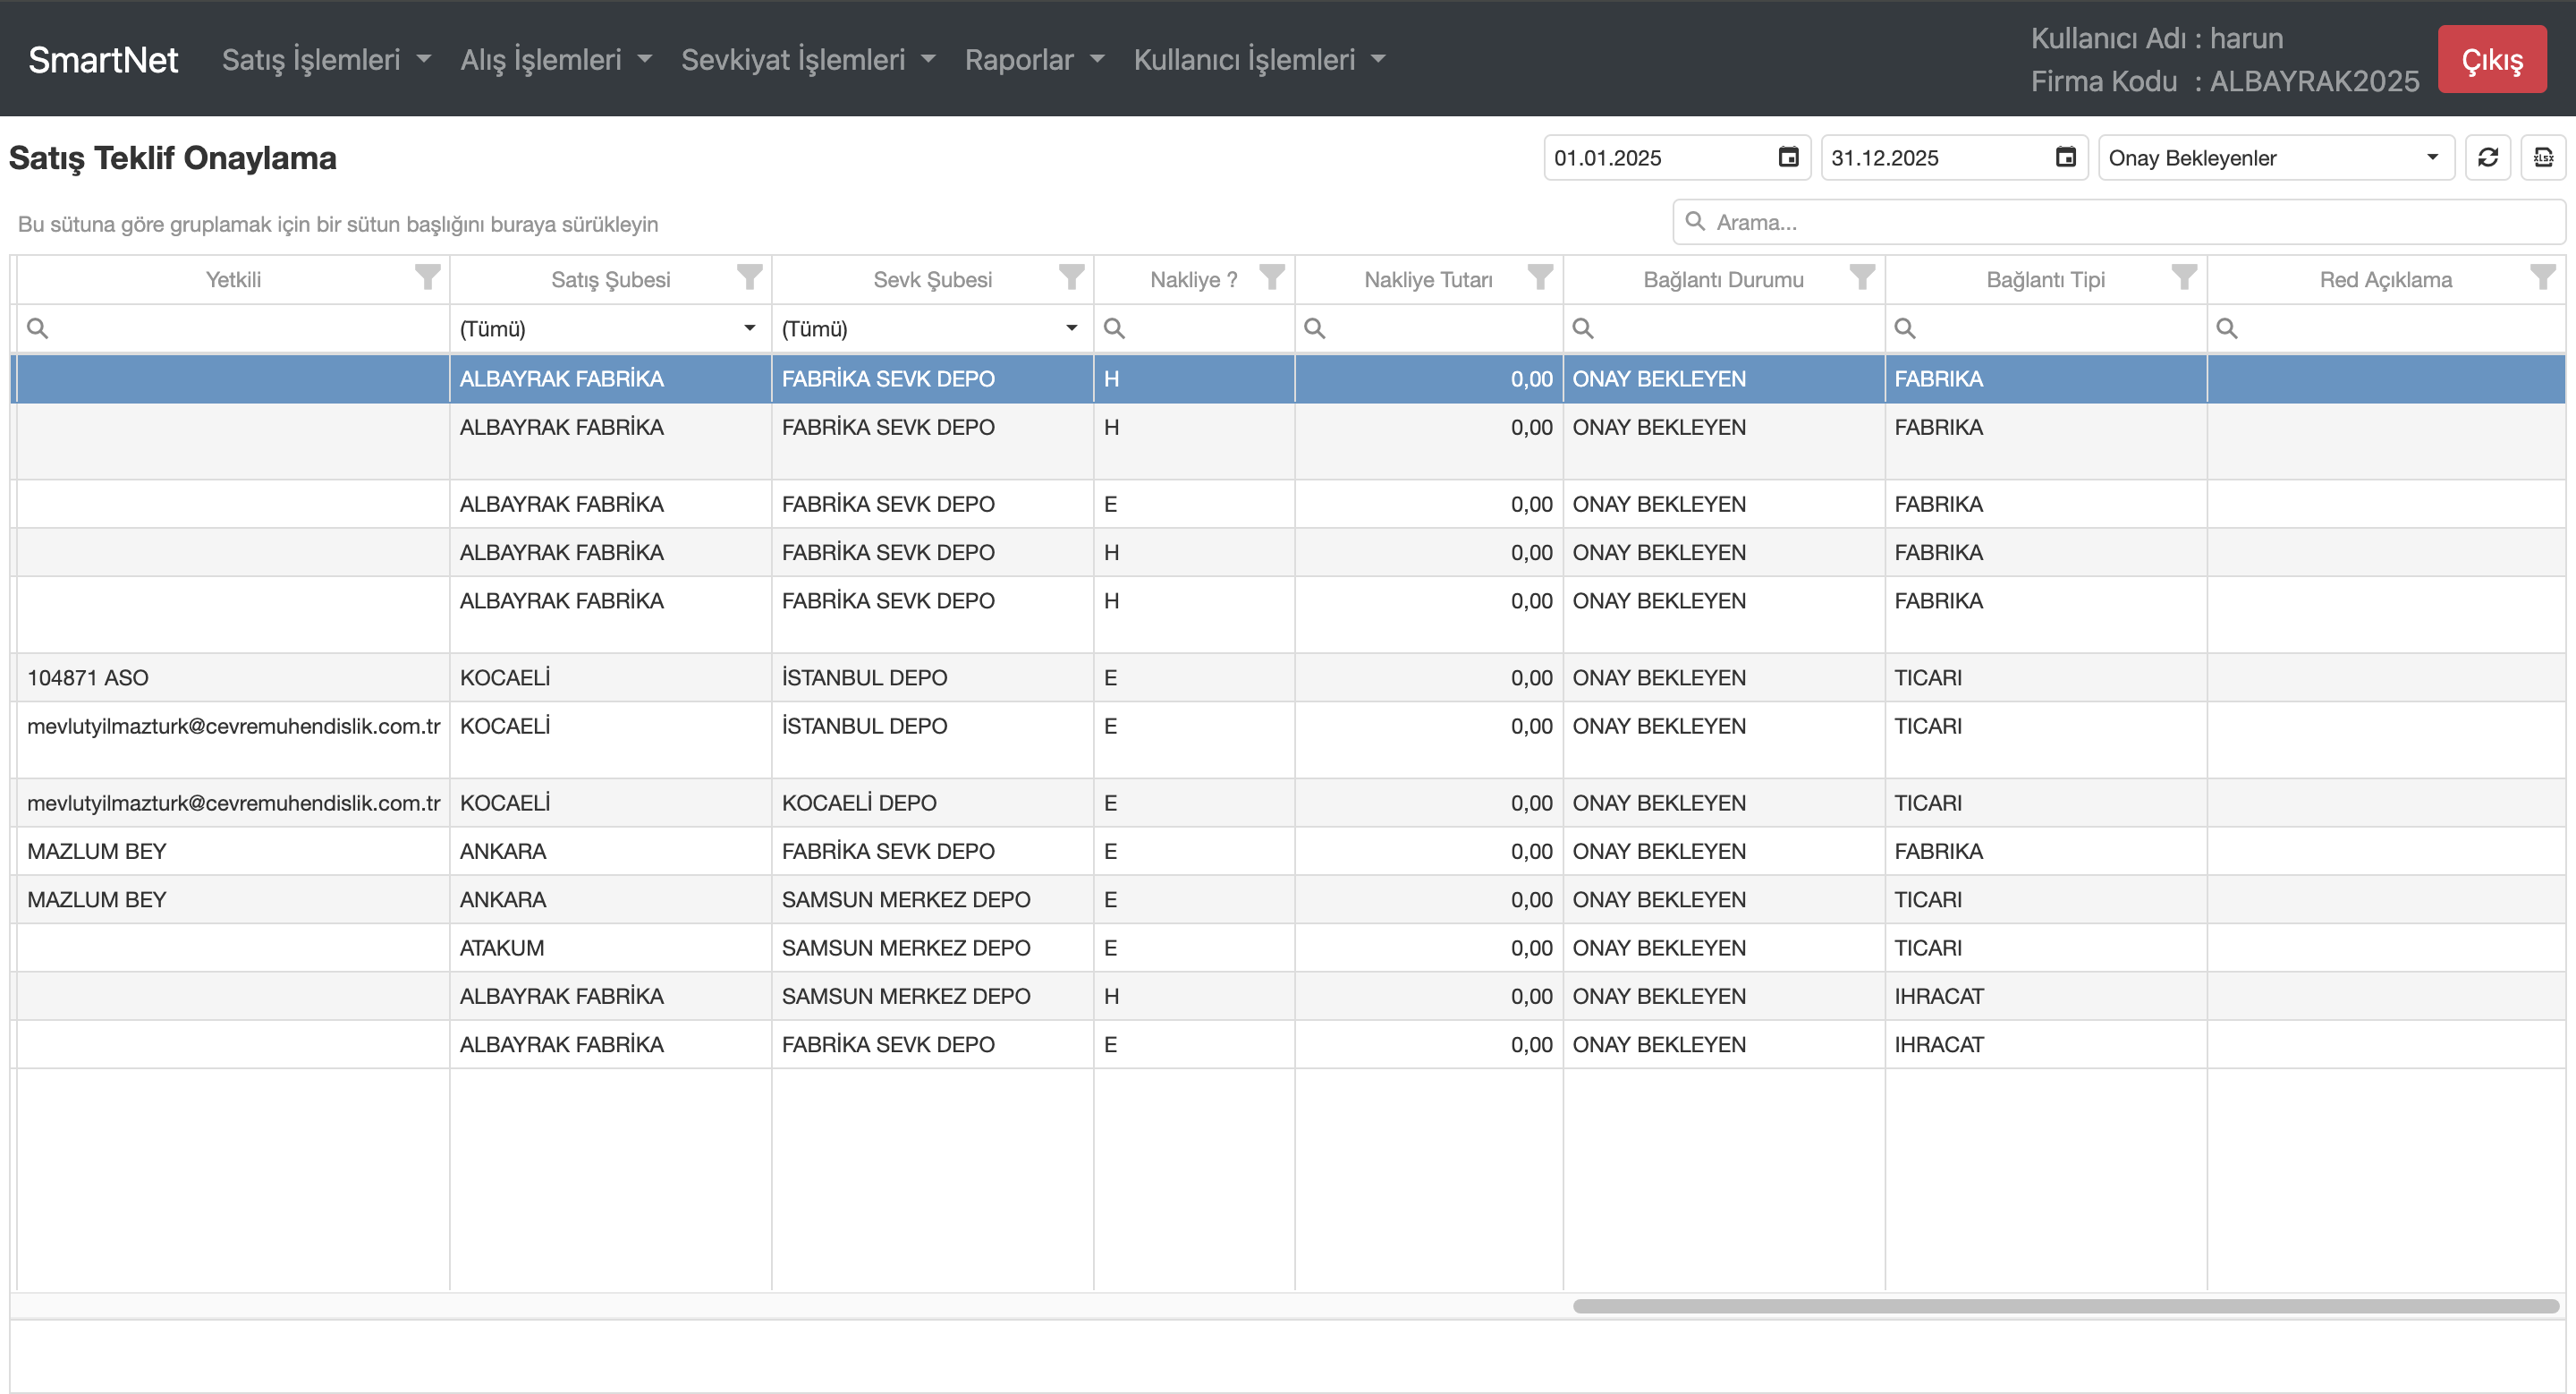 SmartNet Satış İşlemleri Alış İşlemleri Sevkiyat İşlemleri Raporlar Kullanıcı İşlemleri
Kullanıcı Adı : harun
Firma Kodu : ALBAYRAK2025
Çıkış
Satış Teklif Onaylama
01.01.2025 31.12.2025 Onay Bekleyenler
xlsx
Bu sütuna göre gruplamak için bir sütun başlığını buraya sürükleyin
Arama...
Yetkili Satış Şubesi Sevk Şubesi Nakliye ? Nakliye Tutarı Bağlantı Durumu Bağlantı Tipi Red Açıklama
(Tümü) (Tümü)
ALBAYRAK FABRİKA FABRİKA SEVK DEPO H 0,00 ONAY BEKLEYEN FABRIKA
ALBAYRAK FABRİKA FABRİKA SEVK DEPO H 0,00 ONAY BEKLEYEN FABRIKA
ALBAYRAK FABRİKA FABRİKA SEVK DEPO E 0,00 ONAY BEKLEYEN FABRIKA
ALBAYRAK FABRİKA FABRİKA SEVK DEPO H 0,00 ONAY BEKLEYEN FABRIKA
ALBAYRAK FABRİKA FABRİKA SEVK DEPO H 0,00 ONAY BEKLEYEN FABRIKA
104871 ASO KOCAELİ İSTANBUL DEPO E 0,00 ONAY BEKLEYEN TICARI
mevlutyilmazturk@cevremuhendislik.com.tr KOCAELİ İSTANBUL DEPO E 0,00 ONAY BEKLEYEN TICARI
mevlutyilmazturk@cevremuhendislik.com.tr KOCAELİ KOCAELİ DEPO E 0,00 ONAY BEKLEYEN TICARI
MAZLUM BEY ANKARA FABRİKA SEVK DEPO E 0,00 ONAY BEKLEYEN FABRIKA
MAZLUM BEY ANKARA SAMSUN MERKEZ DEPO E 0,00 ONAY BEKLEYEN TICARI
ATAKUM SAMSUN MERKEZ DEPO E 0,00 ONAY BEKLEYEN TICARI
ALBAYRAK FABRİKA SAMSUN MERKEZ DEPO H 0,00 ONAY BEKLEYEN IHRACAT
ALBAYRAK FABRİKA FABRİKA SEVK DEPO E 0,00 ONAY BEKLEYEN IHRACAT